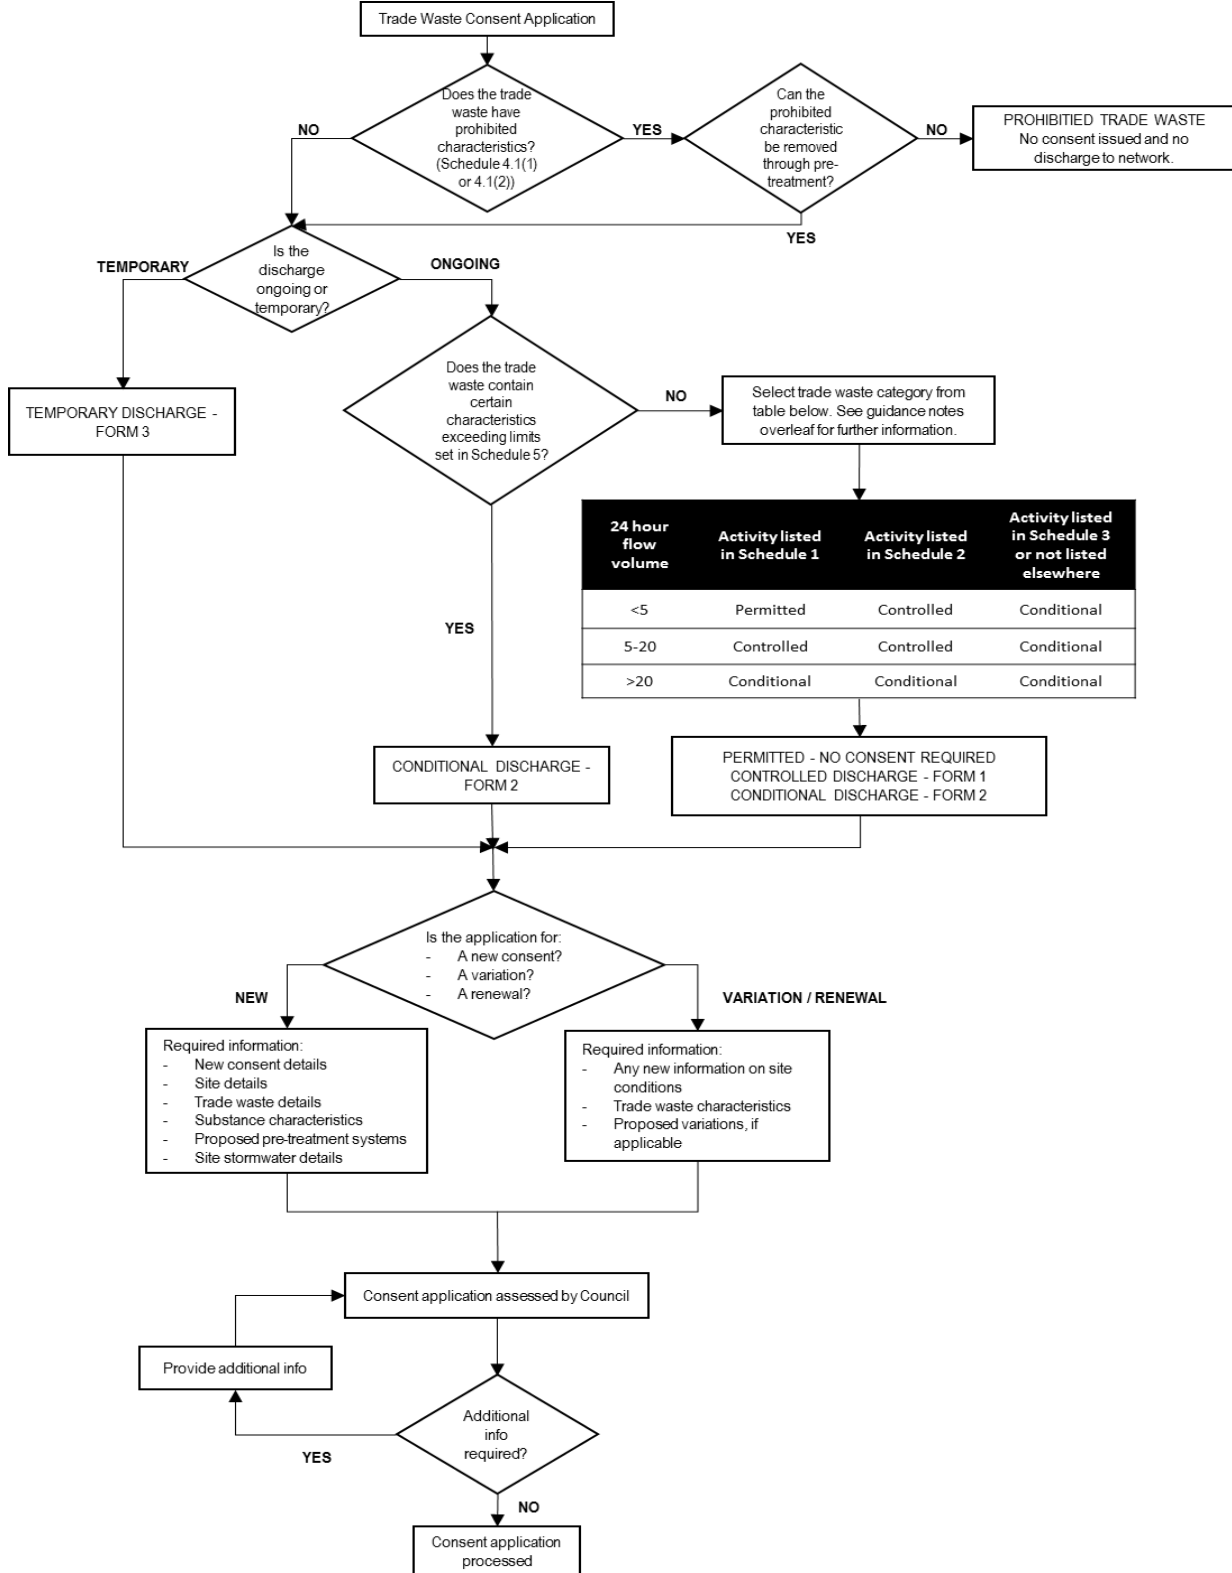 Trade Waste Consent Application
Does the trade
waste have
prohibited
characteristics?
(Schedule 4.1(1)
or 4.1(2))
NO
YES
Can the
prohibited
characteristic
be removed
through pre-
treatment?
NO
PROHIBITIED TRADE WASTE
No consent issued and no
discharge to network.
YES
Is the
discharge
ongoing or
temporary?
TEMPORARY
ONGOING
TEMPORARY DISCHARGE -
FORM 3
Does the trade
waste contain
certain
characteristics
exceeding limits
set in Schedule 5?
NO
Select trade waste category from
table below. See guidance notes
overleaf for further information.
24 hour
flow
volume
Activity listed
in Schedule 1
Activity listed
in Schedule 2
Activity listed
in Schedule 3
or not listed
elsewhere
<5 Permitted Controlled Conditional
5-20 Controlled Controlled Conditional
>20 Conditional Conditional Conditional
YES
CONDITIONAL DISCHARGE -
FORM 2
PERMITTED - NO CONSENT REQUIRED
CONTROLLED DISCHARGE - FORM 1
CONDITIONAL DISCHARGE - FORM 2
Is the application for:
- A new consent?
- A variation?
- A renewal?
NEW
VARIATION / RENEWAL
Required information:
- New consent details
- Site details
- Trade waste details
- Substance characteristics
- Proposed pre-treatment systems
- Site stormwater details
Required information:
- Any new information on site
conditions
- Trade waste characteristics
- Proposed variations, if
applicable
Consent application assessed by Council
Provide additional info
Additional
info
required?
YES
NO
Consent application
processed